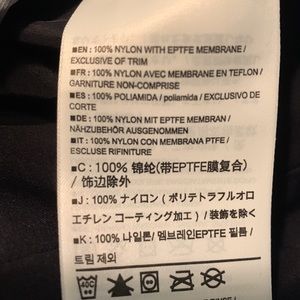 ■EN : 100% NYLON WITH EPTFE MEMBRANE /
EXCLUSIVE OF TRIM
■FR : 100% NYLON AVEC MEMBRANE EN TEFLON /
GARNITURE NON-COMPRISE
■ES : 100% POLIAMIDA / poliamida / EXCLUSIVO DE
CORTE
■DE : 100% NYLON MIT EPTFE MEMBRAN /
NÄHZUBEHÖR AUSGENOMMEN
■IT : 100% NYLON CON MEMBRANA PTFE /
ESCLUSE RIFINITURE
■C : 100% 锦纶(带EPTFE膜复合)
/ 饰边除外
■J : 100% ナイロン (ポリテトラフルオロ
エチレン コーティング加工) / 装飾を除く
■K : 100% 나일론/ 엠브레인EPTFE 필름 /
트림 제외
40C